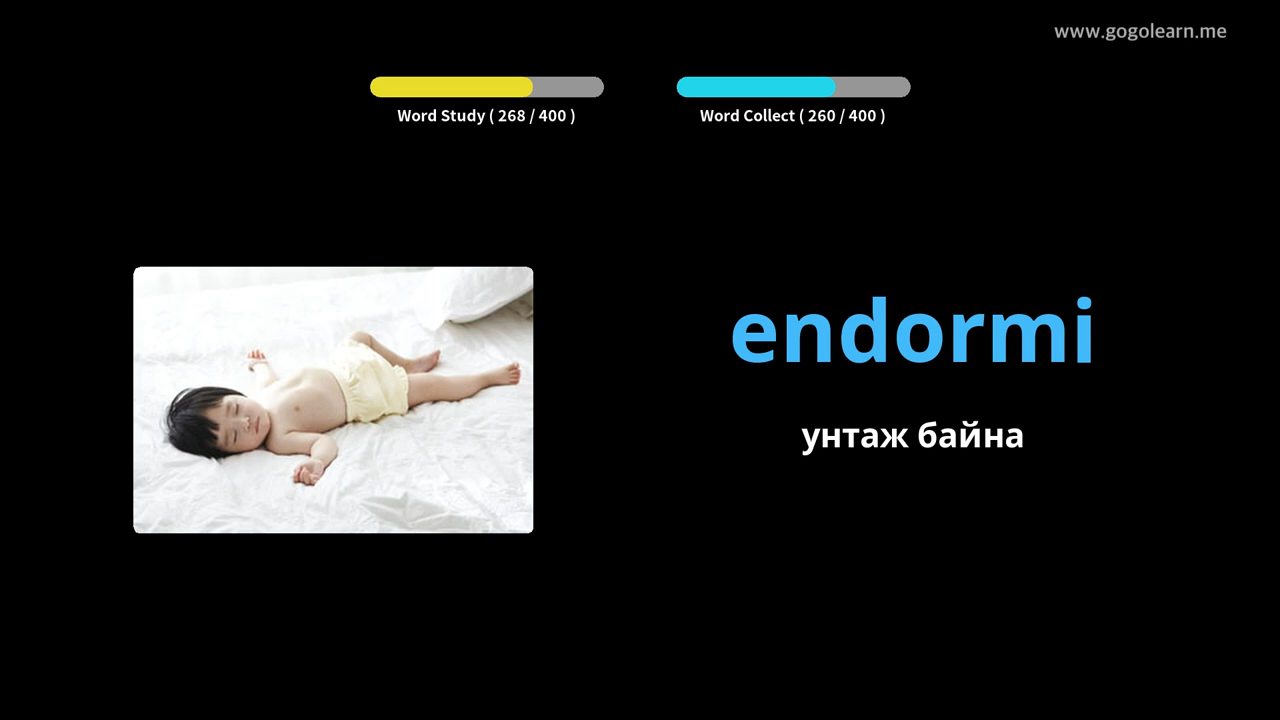 www.gogolearn.me
Word Study ( 268 / 400 )
Word Collect ( 260 / 400 )
endormi
унтаж байна